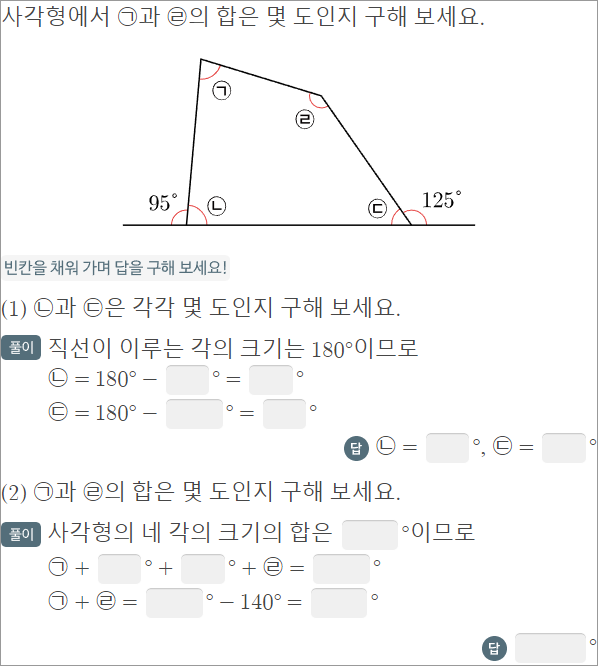 사각형에서 ㉠과 ㉣의 합은 몇 도인지 구해 보세요.
㉠
㉣
95°
㉡
㉢
125°
빈칸을 채워 가며 답을 구해 보세요!
(1) ㉡과 ㉢은 각각 몇 도인지 구해 보세요.
풀이 직선이 이루는 각의 크기는 180°이므로
㉡ = 180° − ° = °
㉢ = 180° − ° = °
답 ㉡ = °, ㉢ = °
(2) ㉠과 ㉣의 합은 몇 도인지 구해 보세요.
풀이 사각형의 네 각의 크기의 합은 °이므로
㉠ + ° + ° + ㉣ = °
㉠ + ㉣ = ° − 140° = °
답 °